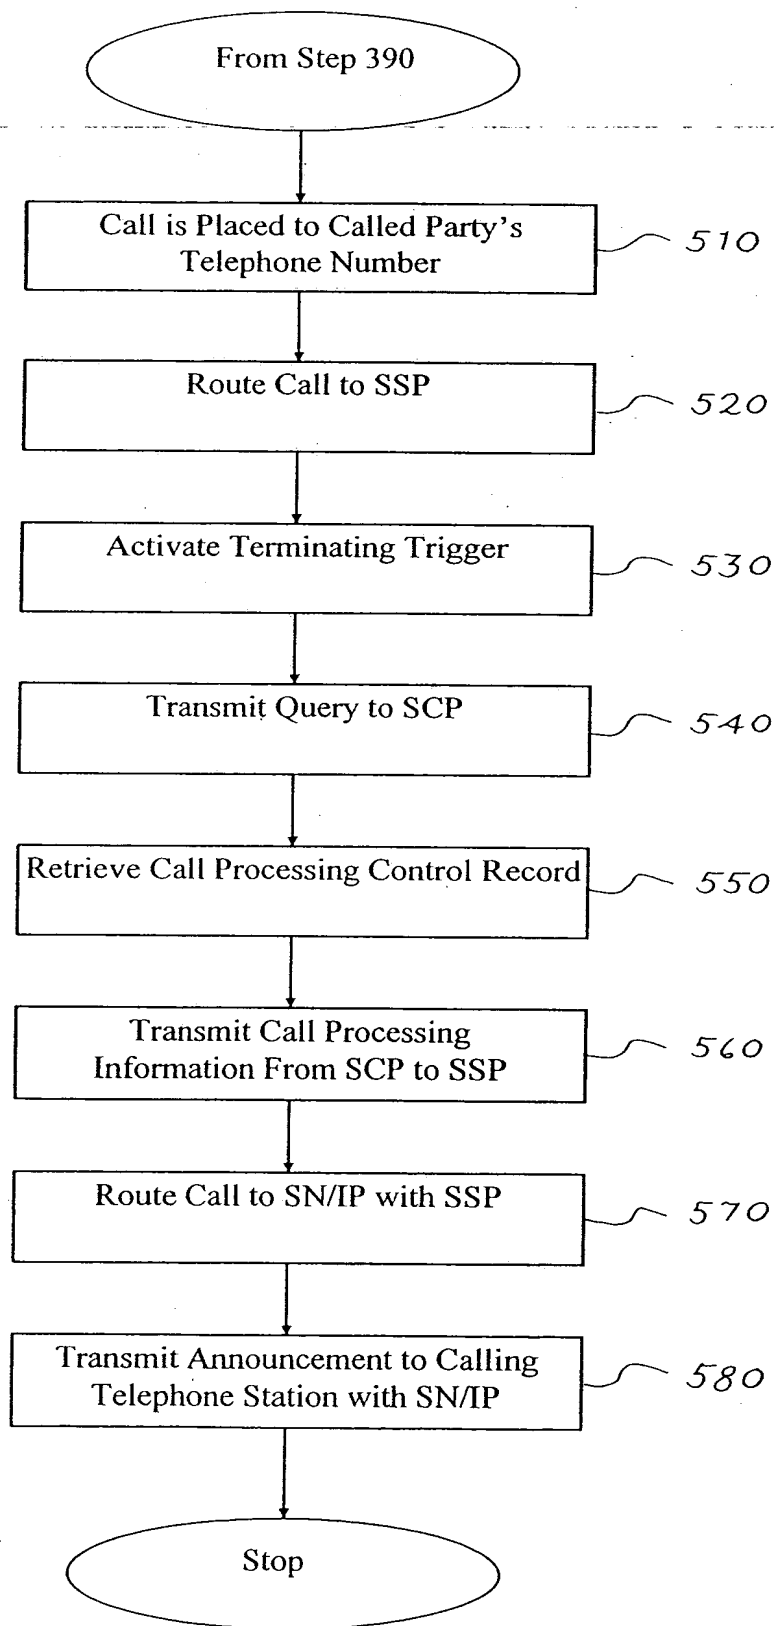 From Step 390
Call is Placed to Called Party's
Telephone Number
510
Route Call to SSP
520
Activate Terminating Trigger
530
Transmit Query to SCP
540
Retrieve Call Processing Control Record
550
Transmit Call Processing
Information From SCP to SSP
560
Route Call to SN/IP with SSP
570
Transmit Announcement to Calling
Telephone Station with SN/IP
580
Stop